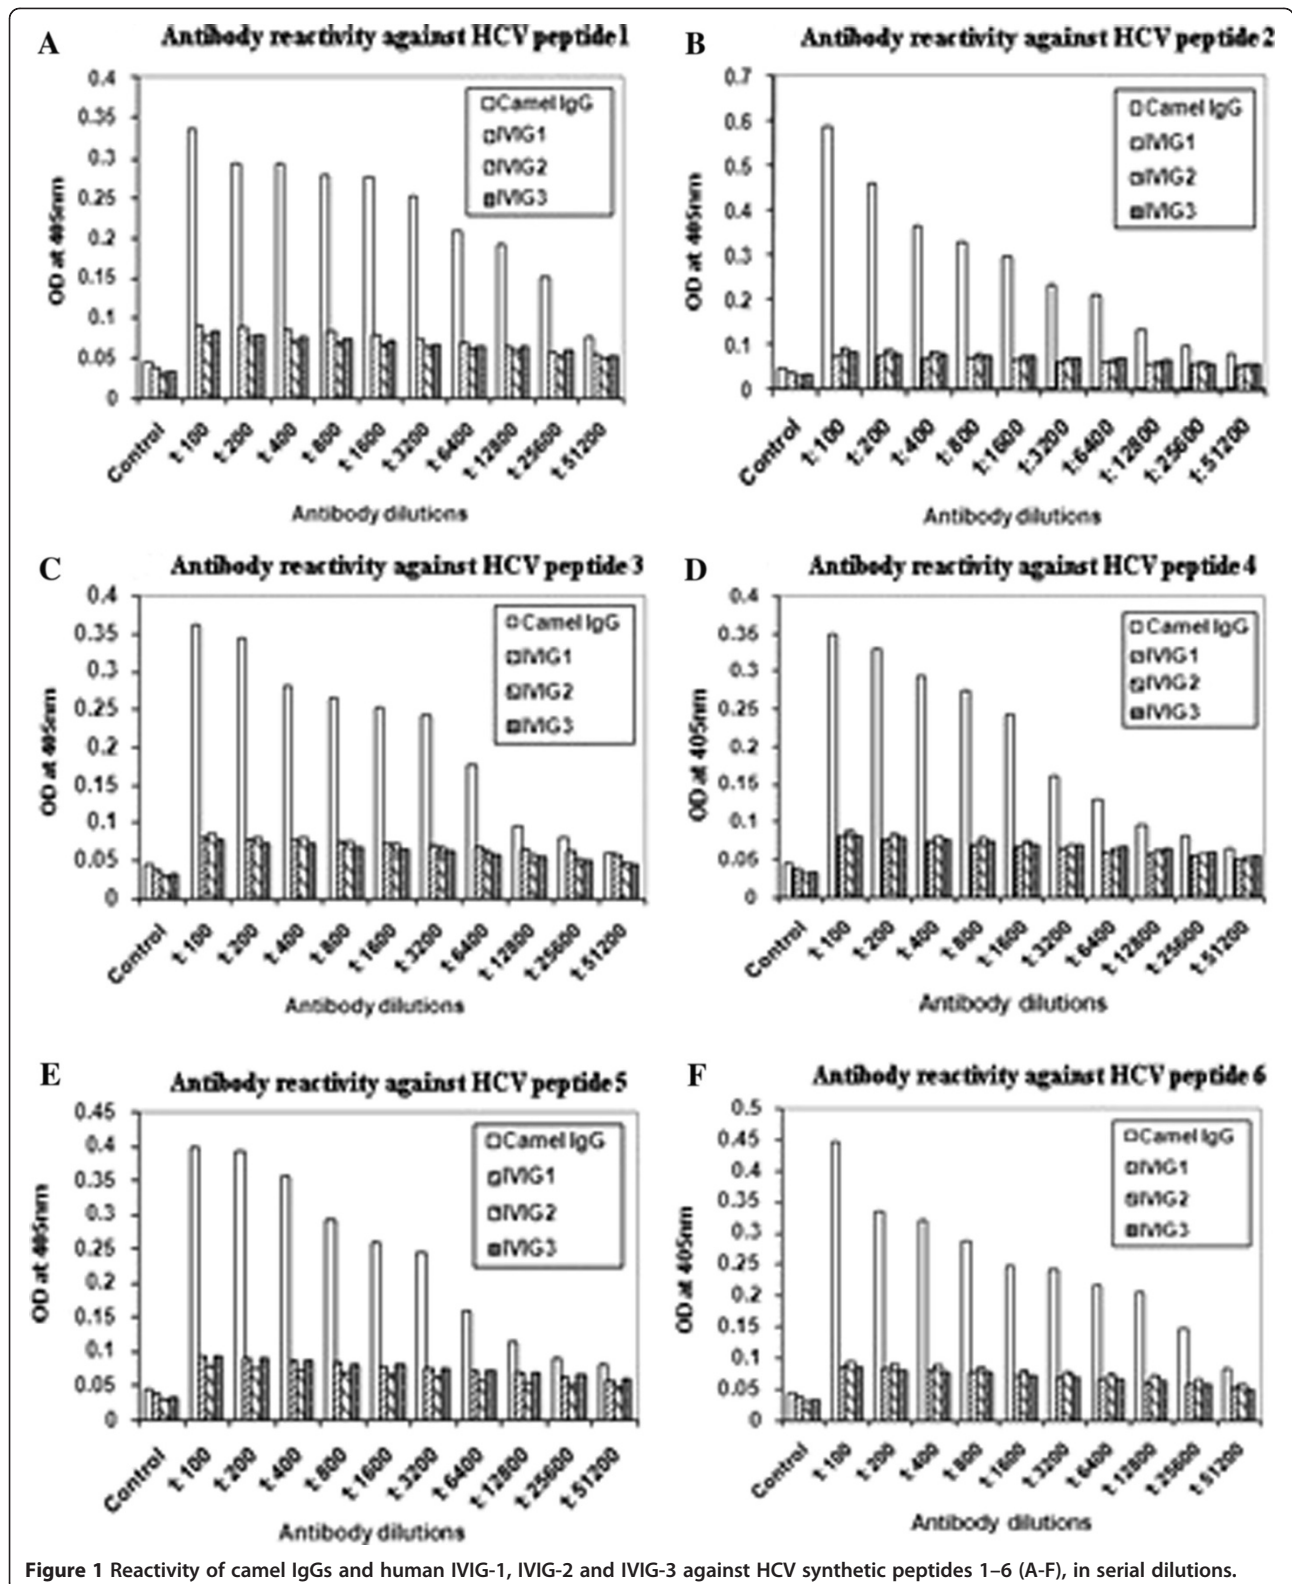 A
Antibody reactivity against HCV peptide 1
0.4
0.35
0.3
0.25
0.2
0.15
0.1
0.05
0
OD at 405nm
Camel IgG
IVIG1
IVIG2
IVIG3
Control
1:100
1:200
1:400
1:800
1:1600
1:3200
1:6400
1:12800
1:25600
1:51200
Antibody dilutions
B
Antibody reactivity against HCV peptide 2
0.7
0.6
0.5
0.4
0.3
0.2
0.1
0
OD at 405nm
Camel IgG
IVIG1
IVIG2
IVIG3
Control
1:100
1:200
1:400
1:800
1:1600
1:3200
1:6400
1:12800
1:25600
1:51200
Antibody dilutions
C
Antibody reactivity against HCV peptide 3
0.4
0.35
0.3
0.25
0.2
0.15
0.1
0.05
0
OD at 405nm
Camel IgG
IVIG1
IVIG2
IVIG3
Control
1:100
1:200
1:400
1:800
1:1600
1:3200
1:6400
1:12800
1:25600
1:51200
Antibody dilutions
D
Antibody reactivity against HCV peptide 4
0.4
0.35
0.3
0.25
0.2
0.15
0.1
0.05
0
OD at 405nm
Camel IgG
IVIG1
IVIG2
IVIG3
Control
1:100
1:200
1:400
1:800
1:1600
1:3200
1:6400
1:12800
1:25600
1:51200
Antibody dilutions
E
Antibody reactivity against HCV peptide 5
0.45
0.4
0.35
0.3
0.25
0.2
0.15
0.1
0.05
0
OD at 405nm
Camel IgG
IVIG1
IVIG2
IVIG3
Control
1:100
1:200
1:400
1:800
1:1600
1:3200
1:6400
1:12800
1:25600
1:51200
Antibody dilutions
F
Antibody reactivity against HCV peptide 6
0.5
0.45
0.4
0.35
0.3
0.25
0.2
0.15
0.1
0.05
0
OD at 405nm
Camel IgG
IVIG1
IVIG2
IVIG3
Control
1:100
1:200
1:400
1:800
1:1600
1:3200
1:6400
1:12800
1:25600
1:51200
Antibody dilutions
Figure 1 Reactivity of camel IgGs and human IVIG-1, IVIG-2 and IVIG-3 against HCV synthetic peptides 1–6 (A-F), in serial dilutions.